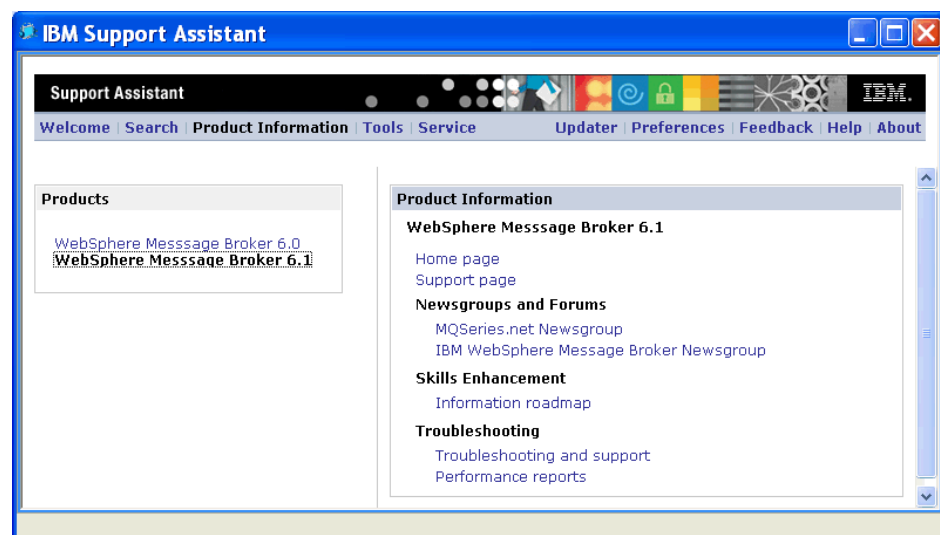 IBM Support Assistant
Support Assistant
IBM.
Welcome | Search | Product Information | Tools | Service Updater | Preferences | Feedback | Help | About
Products
WebSphere Messsage Broker 6.0
WebSphere Messsage Broker 6.1
Product Information
WebSphere Messsage Broker 6.1
Home page
Support page
Newsgroups and Forums
MQSeries.net Newsgroup
IBM WebSphere Message Broker Newsgroup
Skills Enhancement
Information roadmap
Troubleshooting
Troubleshooting and support
Performance reports